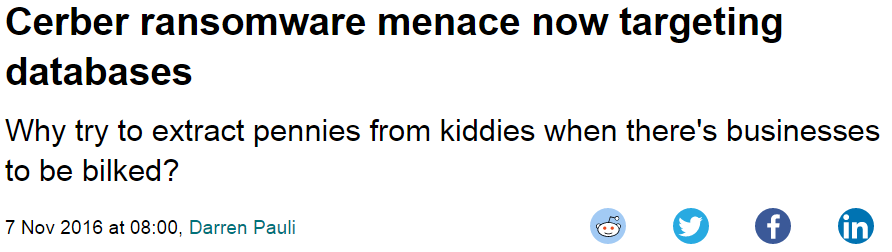 Cerber ransomware menace now targeting
databases
Why try to extract pennies from kiddies when there's businesses
to be bilked?
7 Nov 2016 at 08:00, Darren Pauli
in